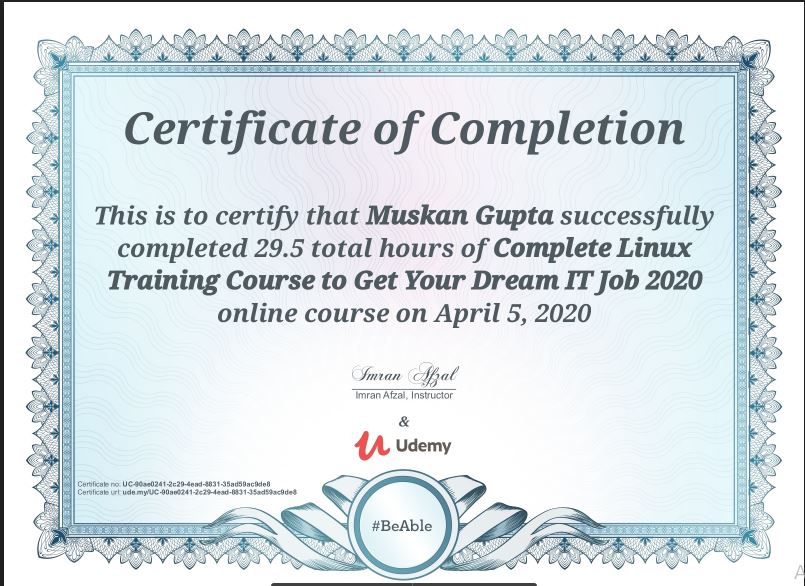 Certificate of Completion
This is to certify that Muskan Gupta successfully
completed 29.5 total hours of Complete Linux
Training Course to Get Your Dream IT Job 2020
online course on April 5, 2020
Imran Afzal
Imran Afzal, Instructor
&
Udemy
Certificate no: UC-90ae0241-2c29-4ead-8831-35ad59ac9de8
Certificate url: ude.my/UC-90ae0241-2c29-4ead-8831-35ad59ac9de8
#BeAble